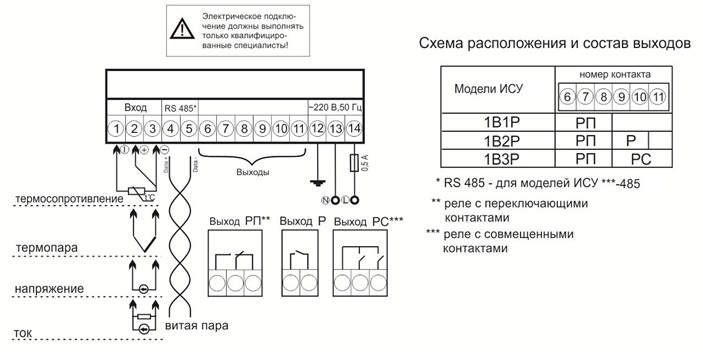 Электрическое подклю-
чение должны выполнять
только квалифициро-
ванные специалисты!
Схема расположения и состав выходов
Вход RS 485* ~220 В,50 Гц
1 2 3 4 5 6 7 8 9 10 11 12 13 14
I + −
Data + Data -
Выходы
0,5 А
N L
t°C
термосопротивление
термопара
напряжение
ток
витая пара
Выход РП** Выход Р Выход РС***
Модели ИСУ номер контакта
6 7 8 9 10 11
1В1Р РП
1В2Р РП Р
1В3Р РП РС
* RS 485 - для моделей ИСУ ***-485
** реле с переключающими
контактами
*** реле с совмещенными
контактами